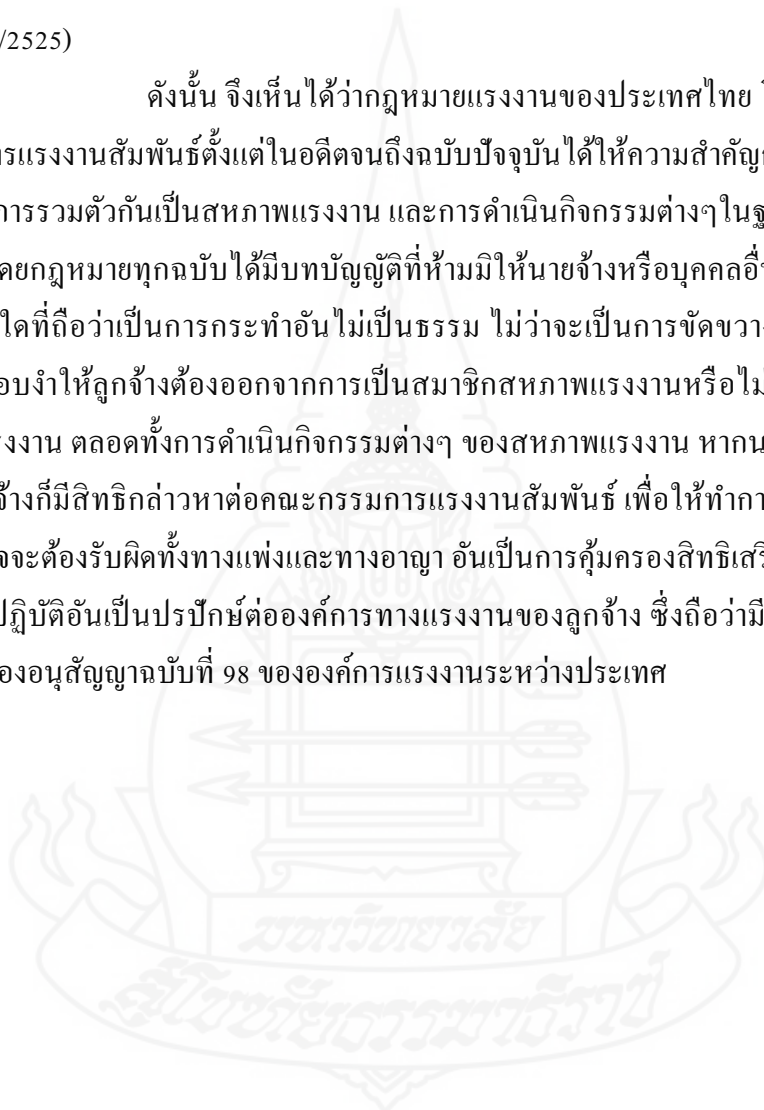 /2525)
ดังนั้น จึงเห็นได้ว่ากฎหมายแรงงานของประเทศไทย
รแรงงานสัมพันธ์ตั้งแต่ในอดีตจนถึงฉบับปัจจุบันได้ให้ความสำคัญ
การรวมตัวกันเป็นสหภาพแรงงาน และการดำเนินกิจกรรมต่างๆในฐ
ดยกฎหมายทุกฉบับได้มีบทบัญญัติที่ห้ามมิให้นายจ้างหรือบุคคลอื่น
ใดที่ถือว่าเป็นการกระทำอันไม่เป็นธรรม ไม่ว่าจะเป็นการขัดขวาง
อบงำให้ลูกจ้างต้องออกจากการเป็นสมาชิกสหภาพแรงงานหรือไม่
งงาน ตลอดทั้งการดำเนินกิจกรรมต่างๆ ของสหภาพแรงงาน หากน
จ้างก็มีสิทธิกล่าวหาต่อคณะกรรมการแรงงานสัมพันธ์ เพื่อให้ทำกา
จจะต้องรับผิดทั้งทางแพ่งและทางอาญา อันเป็นการคุ้มครองสิทธิเสรี
ปฏิบัติอันเป็นปรปักษ์ต่อองค์การทางแรงงานของลูกจ้าง ซึ่งถือว่ามี
องอนุสัญญาฉบับที่ 98 ขององค์การแรงงานระหว่างประเทศ
มหาวิทยาลัย
สุโขทัยธรรมาธิราช